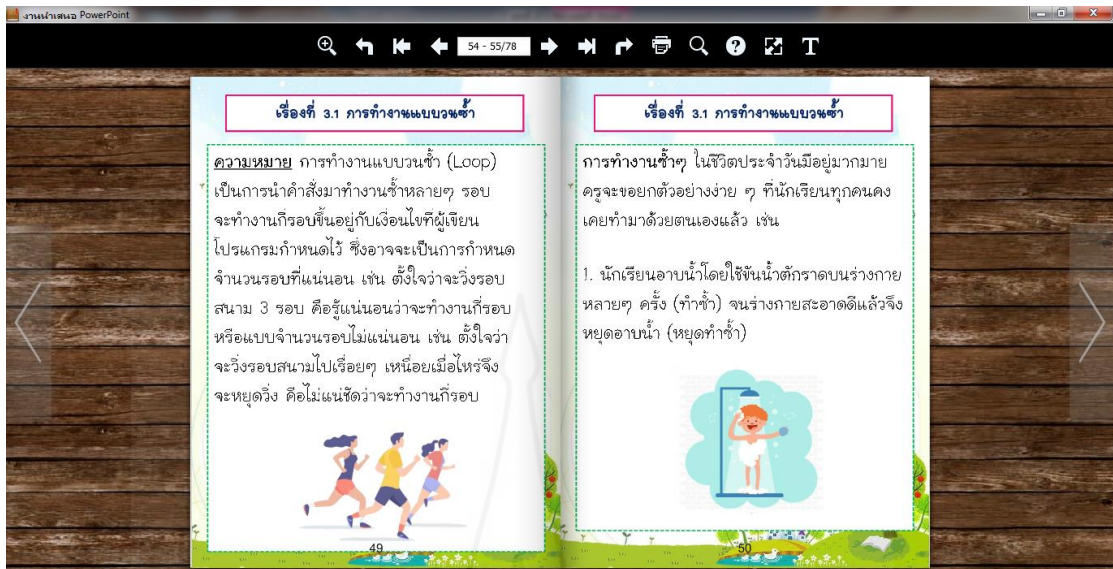 งานนำเสนอ PowerPoint
54 - 55/78
เรื่องที่ 3.1 การทำงานแบบวนซ้ำ
ความหมาย การทำงานแบบวนซ้ำ (Loop)
เป็นการนำคำสั่งมาทำงานซ้ำหลายๆ รอบ
จะทำงานกี่รอบขึ้นอยู่กับเงื่อนไขที่ผู้เขียน
โปรแกรมกำหนดไว้ ซึ่งอาจจะเป็นการกำหนด
จำนวนรอบที่แน่นอน เช่น ตั้งใจว่าจะวิ่งรอบ
สนาม 3 รอบ คือรู้แน่นอนว่าจะทำงานกี่รอบ
หรือแบบจำนวนรอบไม่แน่นอน เช่น ตั้งใจว่า
จะวิ่งรอบสนามไปเรื่อยๆ เหนื่อยเมื่อไหร่จึง
จะหยุดวิ่ง คือไม่แน่ชัดว่าจะทำงานกี่รอบ
49
เรื่องที่ 3.1 การทำงานแบบวนซ้ำ
การทำงานซ้ำๆ ในชีวิตประจำวันมีอยู่มากมาย
ครูจะขอยกตัวอย่างง่าย ๆ ที่นักเรียนทุกคนคง
เคยทำมาด้วยตนเองแล้ว เช่น
1. นักเรียนอาบน้ำโดยใช้ขันน้ำตักราดบนร่างกาย
หลายๆ ครั้ง (ทำซ้ำ) จนร่างกายสะอาดดีแล้วจึง
หยุดอาบน้ำ (หยุดทำซ้ำ)
50